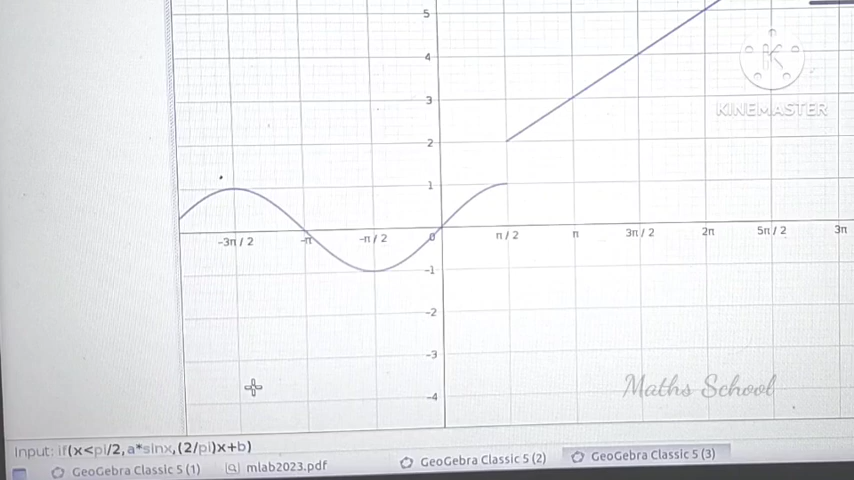 5
4
3
2
1
-3π / 2
-π
-π / 2
0
π / 2
π
3π / 2
2π
5π / 2
3π
-1
-2
-3
-4
KINEMASTER
Maths School
Input: if(x<pi/2,a*sinx,(2/pi)x+b)
GeoGebra Classic 5 (1)
mlab2023.pdf
GeoGebra Classic 5 (2)
GeoGebra Classic 5 (3)